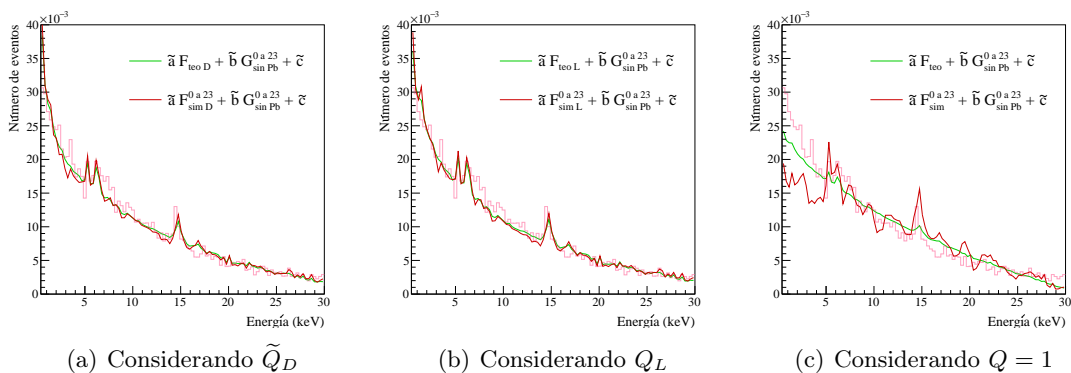 ×10⁻³
Número de eventos
40
35
30
25
20
15
10
5
0
ã F_teo D + b̃ G^0 a 23_sin Pb + c̃
ã F^0 a 23_sim D + b̃ G^0 a 23_sin Pb + c̃
5 10 15 20 25 30
Energía (keV)
(a) Considerando Q̃_D
×10⁻³
Número de eventos
40
35
30
25
20
15
10
5
0
ã F_teo L + b̃ G^0 a 23_sin Pb + c̃
ã F^0 a 23_sim L + b̃ G^0 a 23_sin Pb + c̃
5 10 15 20 25 30
Energía (keV)
(b) Considerando Q_L
×10⁻³
Número de eventos
40
35
30
25
20
15
10
5
0
ã F_teo + b̃ G^0 a 23_sin Pb + c̃
ã F^0 a 23_sim + b̃ G^0 a 23_sin Pb + c̃
5 10 15 20 25 30
Energía (keV)
(c) Considerando Q = 1